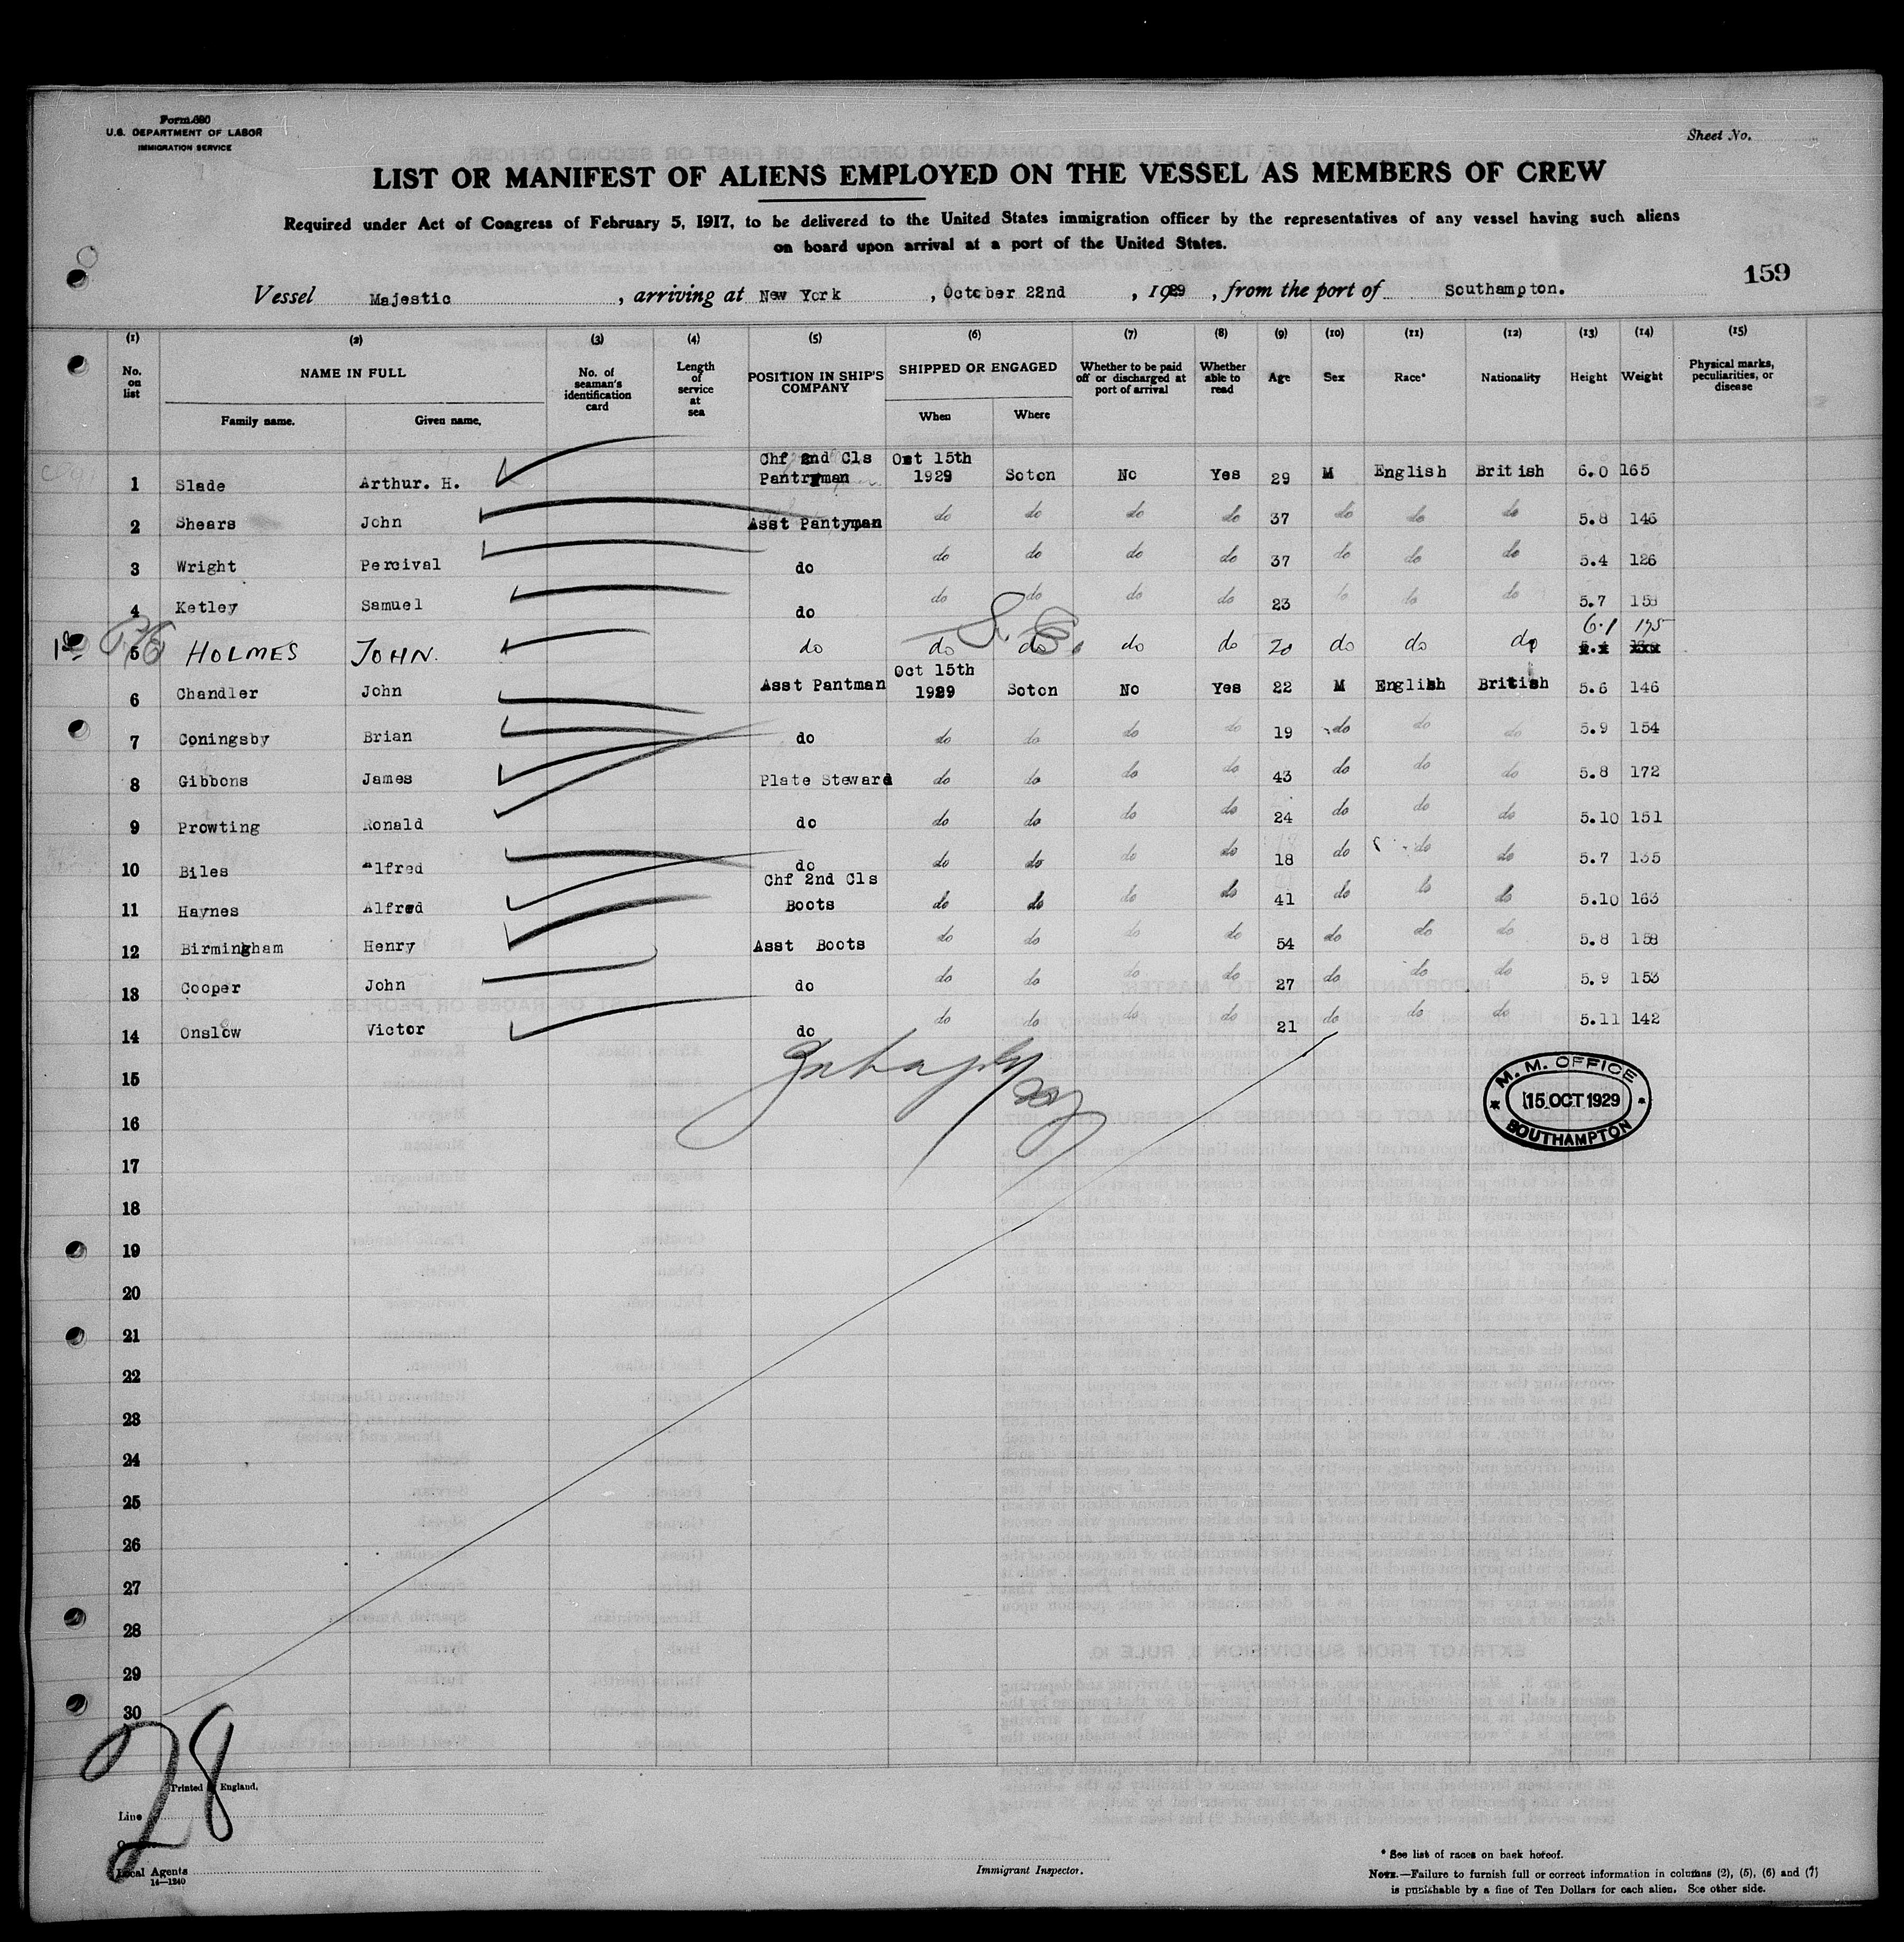 Form 680
U.S. DEPARTMENT OF LABOR
IMMIGRATION SERVICE
Sheet No.
LIST OR MANIFEST OF ALIENS EMPLOYED ON THE VESSEL AS MEMBERS OF CREW
Required under Act of Congress of February 5, 1917, to be delivered to the United States immigration officer by the representatives of any vessel having such aliens
on board upon arrival at a port of the United States.
159
Vessel Majestic, arriving at New York, October 22nd, 1929, from the port of Southampton.
(1) (2) (3) (4) (5) (6) (7) (8) (9) (10) (11) (12) (13) (14) (15)
No. on list NAME IN FULL Family name. Given name. No. of seaman's identification card Length of service at sea POSITION IN SHIP'S COMPANY SHIPPED OR ENGAGED When Where Whether to be paid off or discharged at port of arrival Whether able to read Age Sex Race* Nationality Height Weight Physical marks, peculiarities, or disease
1 Slade Arthur. H. Chf 2nd Cls Pantryman Oct 15th 1929 Soton No Yes 29 M English British 6.0 165
2 Shears John Asst Pantyman do do do do 37 do do do 5.8 146
3 Wright Percival do do do do do 37 do do do 5.4 126
4 Ketley Samuel do do do do do 23 do do do 5.7
5 HOLMES JOHN. do do do do do 20 do do do 6.1 175
6 Chandler John Asst Pantman Oct 15th 1929 Soton No Yes 22 M English British 5.6 146
7 Coningsby Brian do do do do do 19 do do do 5.9 154
8 Gibbons James Plate Steward do do do do 43 do do do 5.8 172
9 Prowting Ronald do do do do do 24 do do do 5.10 151
10 Biles Alfred do do do do do 18 do do do 5.7 135
11 Haynes Alfred Chf 2nd Cls Boots do do do do 41 do do do 5.10 163
12 Birmingham Henry Asst Boots do do do do 54 do do do 5.8 158
13 Cooper John do do do do do 27 do do do 5.9 153
14 Onslow Victor do do do do do 21 do do do 5.11 142
15
16
17
18
19
20
21
22
23
24
25
26
27
28
29
30
M. M. OFFICE
15 OCT 1929
SOUTHAMPTON
28
Printed England.
Line
Local Agents
14—1240
Immigrant Inspector.
* See list of races on back hereof.
NOTE.—Failure to furnish full or correct information in columns (2), (5), (6) and (7)
is punishable by a fine of Ten Dollars for each alien. See other side.